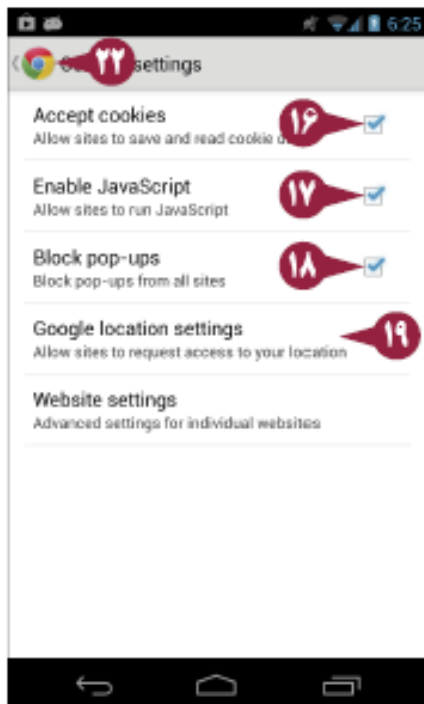 6:25
۲۲ settings
Accept cookies ۱۶
Allow sites to save and read cookie
Enable JavaScript ۱۷
Allow sites to run JavaScript
Block pop-ups ۱۸
Block pop-ups from all sites
Google location settings ۱۹
Allow sites to request access to your location
Website settings
Advanced settings for individual websites